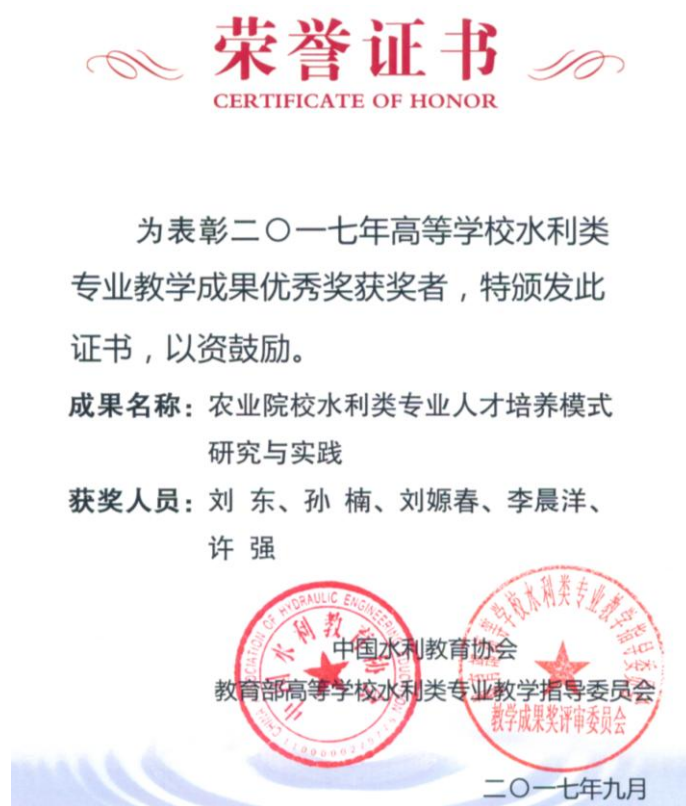 荣誉证书
CERTIFICATE OF HONOR
为表彰二〇一七年高等学校水利类
专业教学成果优秀奖获奖者，特颁发此
证书，以资鼓励。
成果名称：农业院校水利类专业人才培养模式
研究与实践
获奖人员：刘 东、孙 楠、刘嫄春、李晨洋、
许 强
中国水利教育协会
教育部高等学校水利类专业教学指导委员会
教学成果奖评审委员会
二〇一七年九月